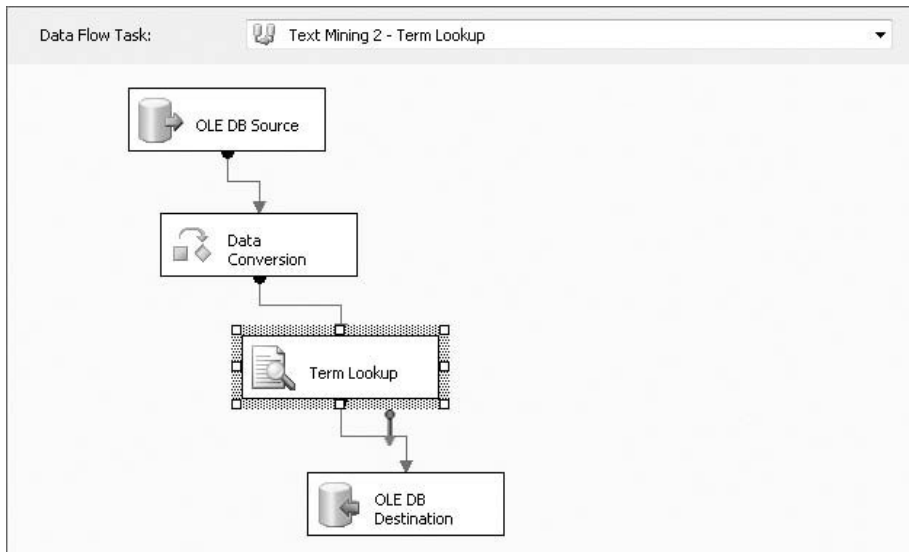 Data Flow Task:
Text Mining 2 - Term Lookup
OLE DB Source
Data
Conversion
Term Lookup
OLE DB
Destination